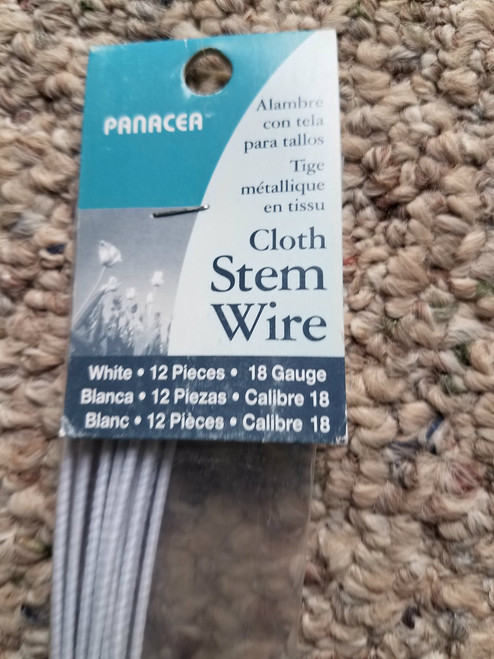 PANACEA
Alambre
con tela
para tallos
Tige
métallique
en tissu
Cloth
Stem
Wire
White • 12 Pieces • 18 Gauge
Blanca • 12 Piezas • Calibre 18
Blanc • 12 Pièces • Calibre 18